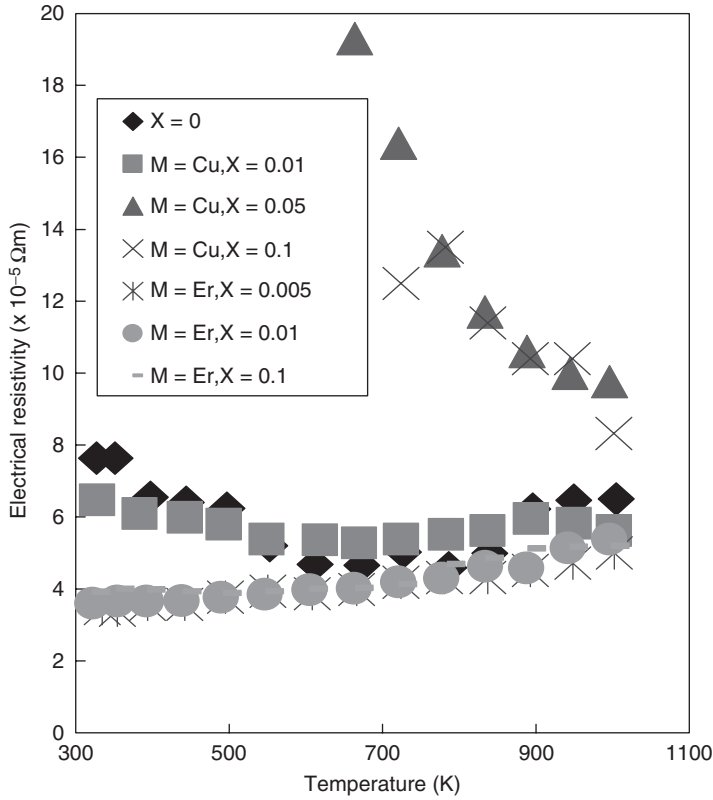 20
18
16
14
12
10
8
6
4
2
0
Electrical resistivity (x 10⁻⁵ Ωm)
X = 0
M = Cu,X = 0.01
M = Cu,X = 0.05
M = Cu,X = 0.1
M = Er,X = 0.005
M = Er,X = 0.01
M = Er,X = 0.1
300 500 700 900 1100
Temperature (K)